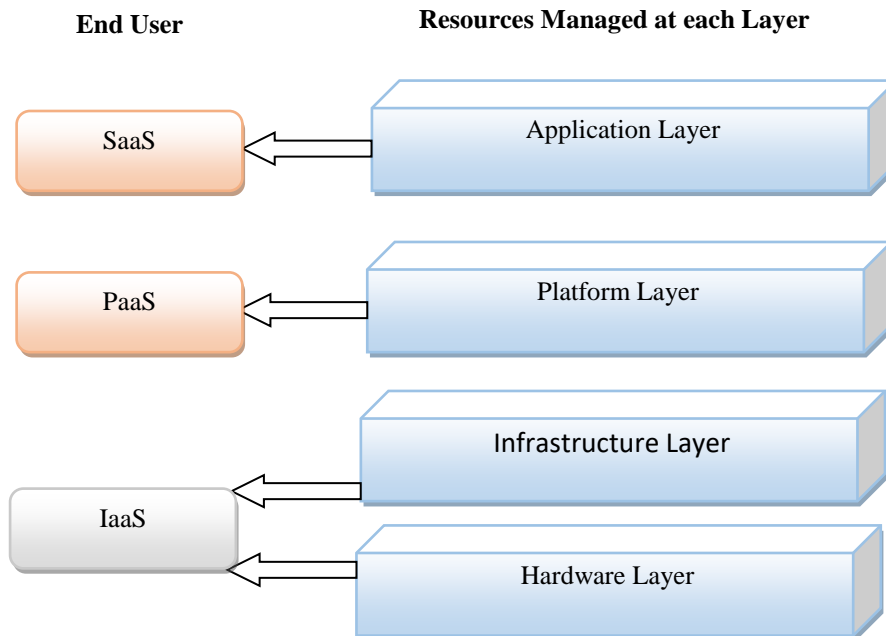 End User
Resources Managed at each Layer
SaaS
Application Layer
PaaS
Platform Layer
Infrastructure Layer
IaaS
Hardware Layer